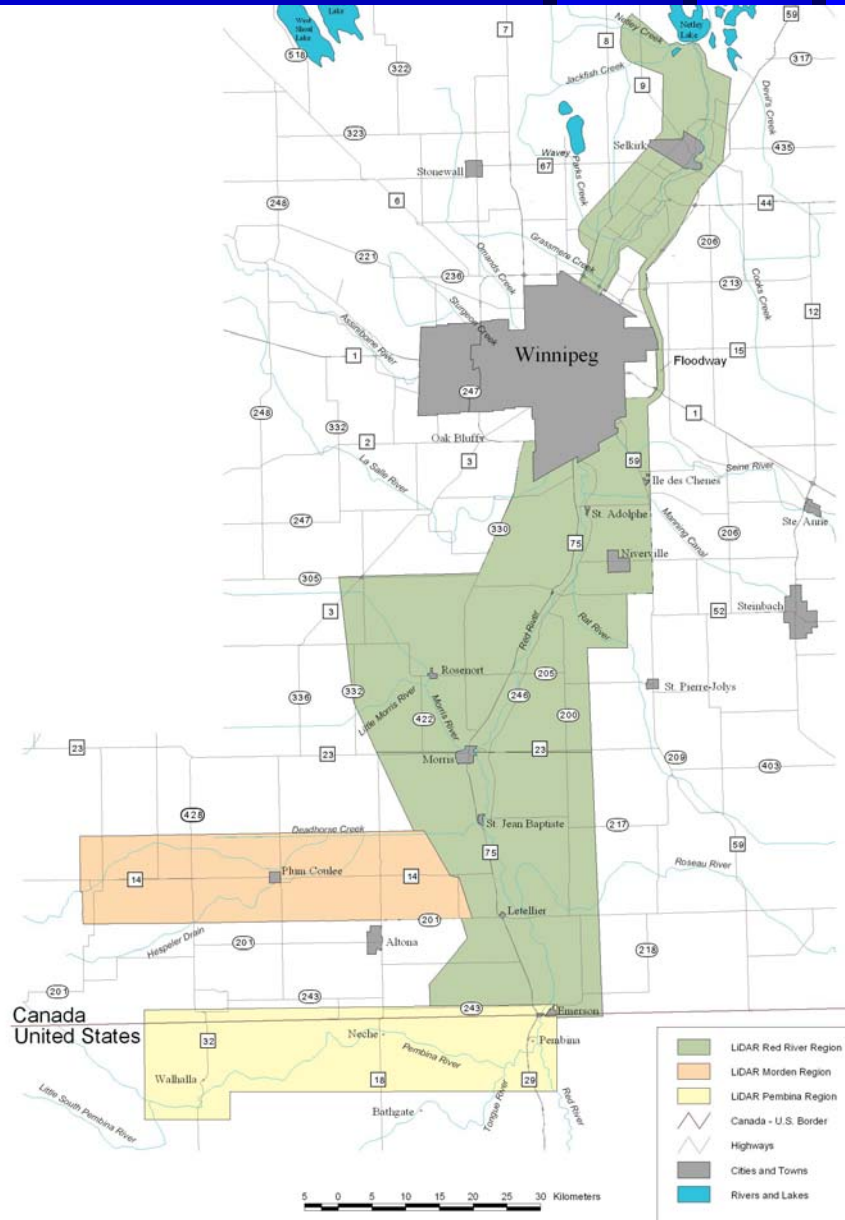 West
Shoal
Lake
Lake
Netley Creek
Netley
Lake
59
7
8
518
322
317
Jackfish Creek
9
Devil's Creek
323
Selkirk
435
Wavey
67
Parks Creek
Stonewall
248
6
44
Grassmere Creek
206
221
Omands Creek
236
213
Cooks Creek
Sturgeon Creek
12
Assiniboine River
Winnipeg
15
1
Floodway
247
248
1
332
2
Oak Bluff
3
59
La Salle River
Seine River
Ile des Chenes
247
330
St. Adolphe
Manning Canal
206
Ste. Anne
75
Niverville
305
3
Red River
Rat River
52
Steinbach
Rosenort
205
St. Pierre-Jolys
336
332
246
Little Morris River
422
Morris River
200
23
23
Morris
23
209
403
428
Deadhorse Creek
St. Jean Baptiste
217
59
75
Roseau River
14
Plum Coulee
14
201
Letellier
Hespeler Drain
201
Altona
218
201
243
243
Emerson
Canada
United States
32
Neche
Pembina
Pembina River
Walhalla
18
29
Little South Pembina River
Bathgate
Tongue River
Red River
LiDAR Red River Region
LiDAR Morden Region
LiDAR Pembina Region
Canada - U.S. Border
Highways
Cities and Towns
Rivers and Lakes
5 0 5 10 15 20 25 30 Kilometers